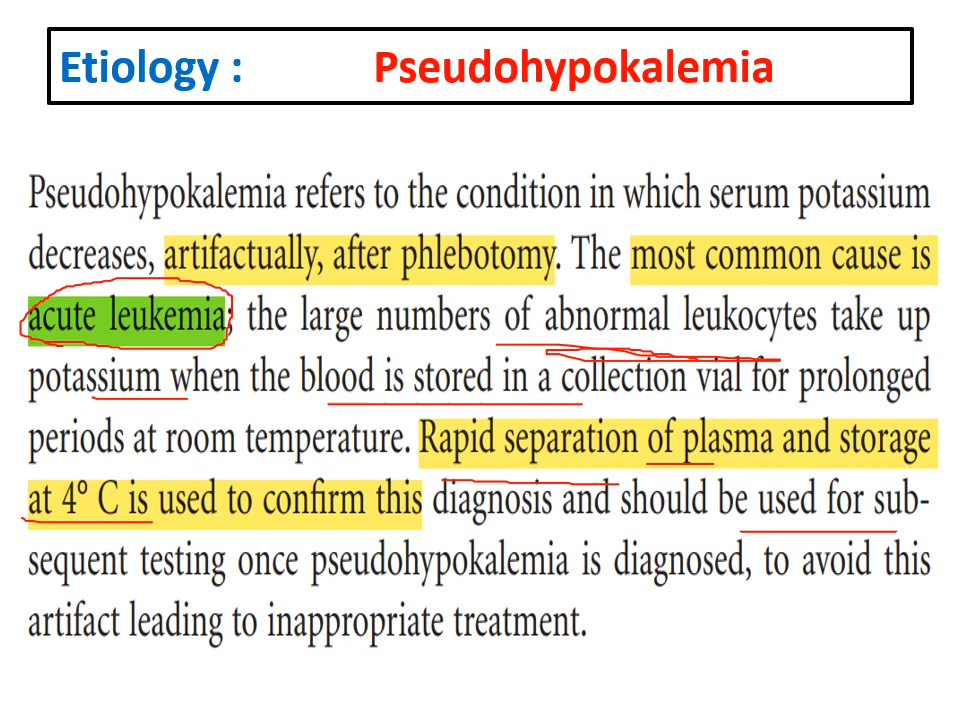 Etiology : Pseudohypokalemia
Pseudohypokalemia refers to the condition in which serum potassium
decreases, artifactually, after phlebotomy. The most common cause is
acute leukemia; the large numbers of abnormal leukocytes take up
potassium when the blood is stored in a collection vial for prolonged
periods at room temperature. Rapid separation of plasma and storage
at 4° C is used to confirm this diagnosis and should be used for sub-
sequent testing once pseudohypokalemia is diagnosed, to avoid this
artifact leading to inappropriate treatment.